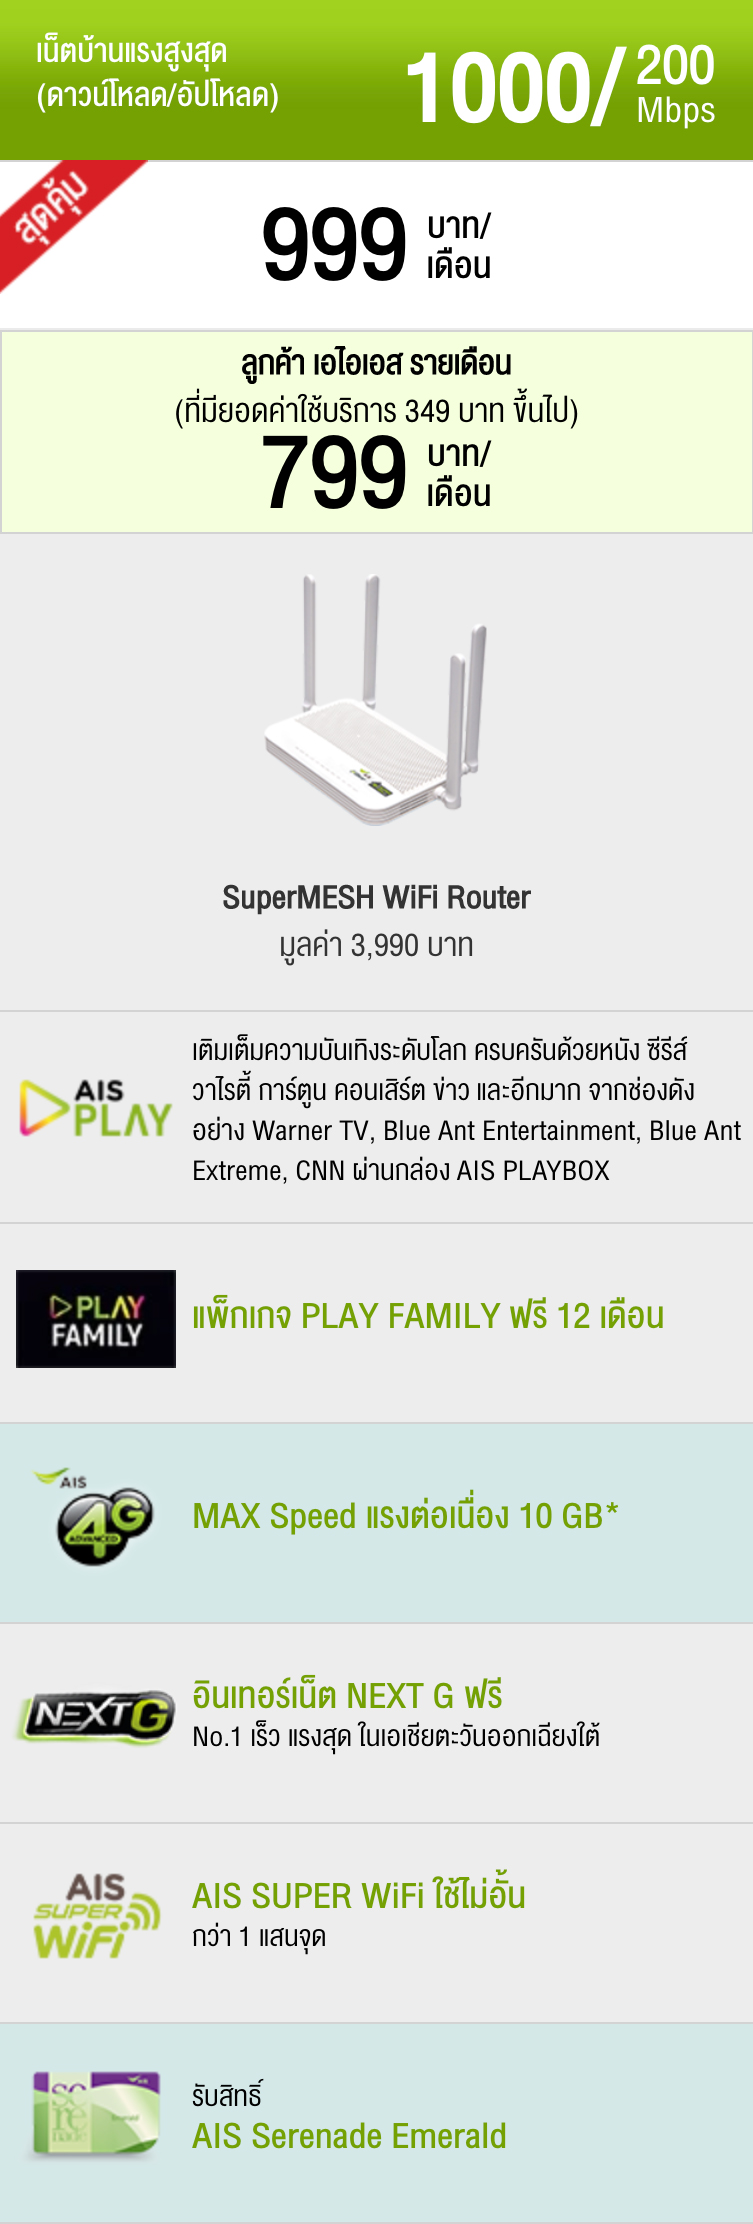 เน็ตบ้านแรงสูงสุด
(ดาวน์โหลด/อัปโหลด)
1000/200 Mbps
สุดคุ้ม
999 บาท/เดือน
ลูกค้า เอไอเอส รายเดือน
(ที่มียอดค่าใช้บริการ 349 บาท ขึ้นไป)
799 บาท/เดือน
SuperMESH WiFi Router
มูลค่า 3,990 บาท
AIS
PLAY
เติมเต็มความบันเทิงระดับโลก ครบครันด้วยหนัง ซีรีส์
วาไรตี้ การ์ตูน คอนเสิร์ต ข่าว และอีกมาก จากช่องดัง
อย่าง Warner TV, Blue Ant Entertainment, Blue Ant
Extreme, CNN ผ่านกล่อง AIS PLAYBOX
PLAY
FAMILY
แพ็กเกจ PLAY FAMILY ฟรี 12 เดือน
AIS
4G
ADVANCED
MAX Speed แรงต่อเนื่อง 10 GB*
NEXT G
อินเทอร์เน็ต NEXT G ฟรี
No.1 เร็ว แรงสุด ในเอเชียตะวันออกเฉียงใต้
AIS
SUPER
WiFi
AIS SUPER WiFi ใช้ไม่อั้น
กว่า 1 แสนจุด
serenade
Emerald
รับสิทธิ์
AIS Serenade Emerald